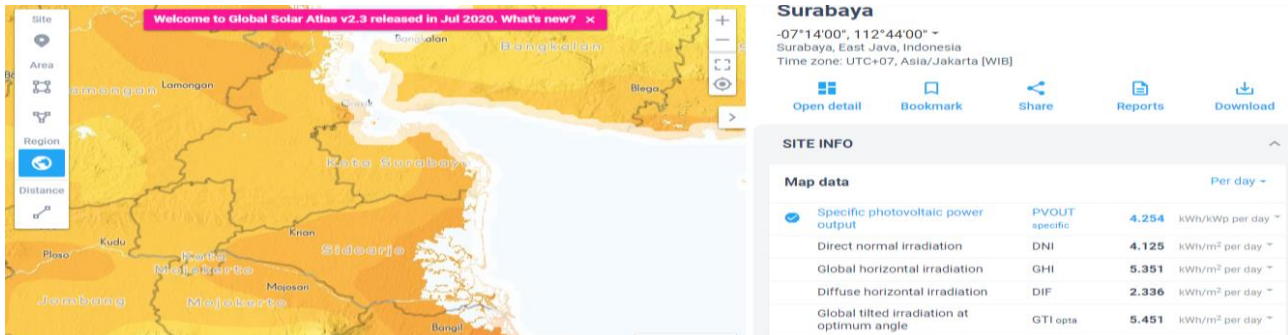 Site
Area
Region
Distance
Welcome to Global Solar Atlas v2.3 released in Jul 2020. What's new? ×
Bangkalan
Bangkalan
Lamongan
Lamongan
Blega
Gresik
Kota Surabaya
Krian
Sidoarjo
Kudu
Ploso
Kota
Mojokerto
Mojosari
Jombang
Mojokerto
Bangil
Surabaya
-07°14'00", 112°44'00"
Surabaya, East Java, Indonesia
Time zone: UTC+07, Asia/Jakarta [WIB]
Open detail Bookmark Share Reports Download
SITE INFO
Map data Per day
Specific photovoltaic power output PVOUT specific 4.254 kWh/kWp per day
Direct normal irradiation DNI 4.125 kWh/m² per day
Global horizontal irradiation GHI 5.351 kWh/m² per day
Diffuse horizontal irradiation DIF 2.336 kWh/m² per day
Global tilted irradiation at optimum angle GTI opta 5.451 kWh/m² per day